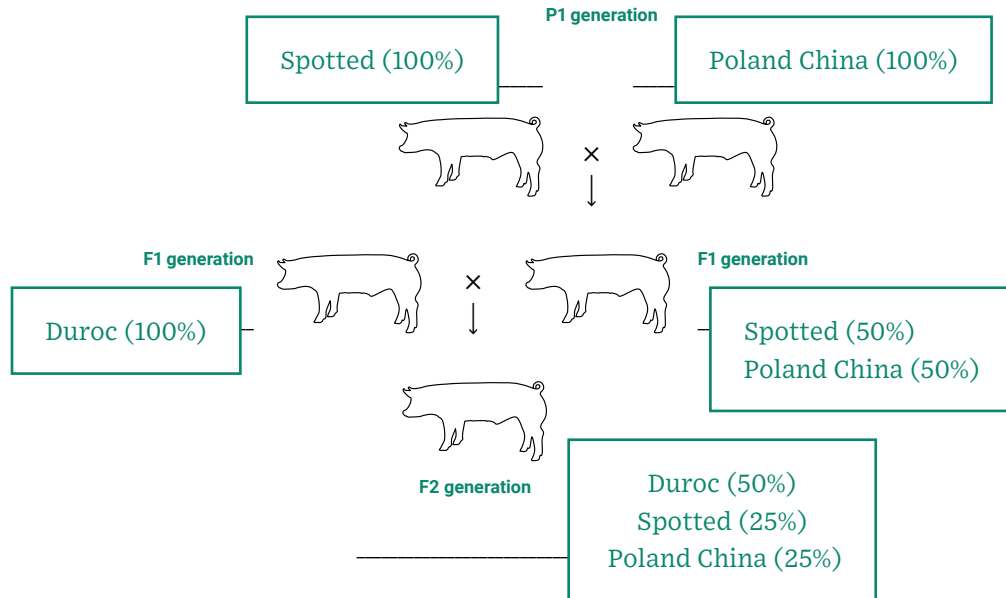 P1 generation
Spotted (100%)
Poland China (100%)
×
F1 generation
F1 generation
×
Duroc (100%)
Spotted (50%)
Poland China (50%)
F2 generation
Duroc (50%)
Spotted (25%)
Poland China (25%)